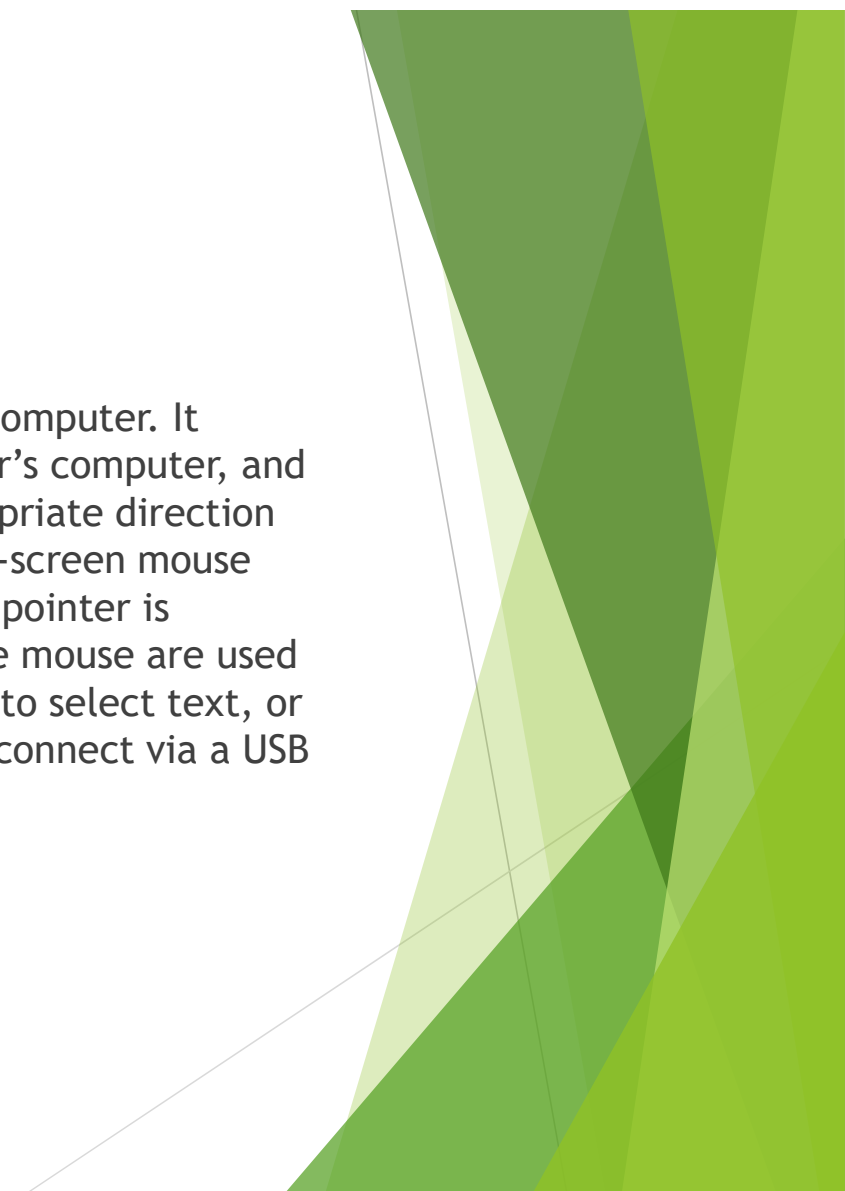 omputer. It
r’s computer, and
priate direction
-screen mouse
pointer is
e mouse are used
to select text, or
connect via a USB